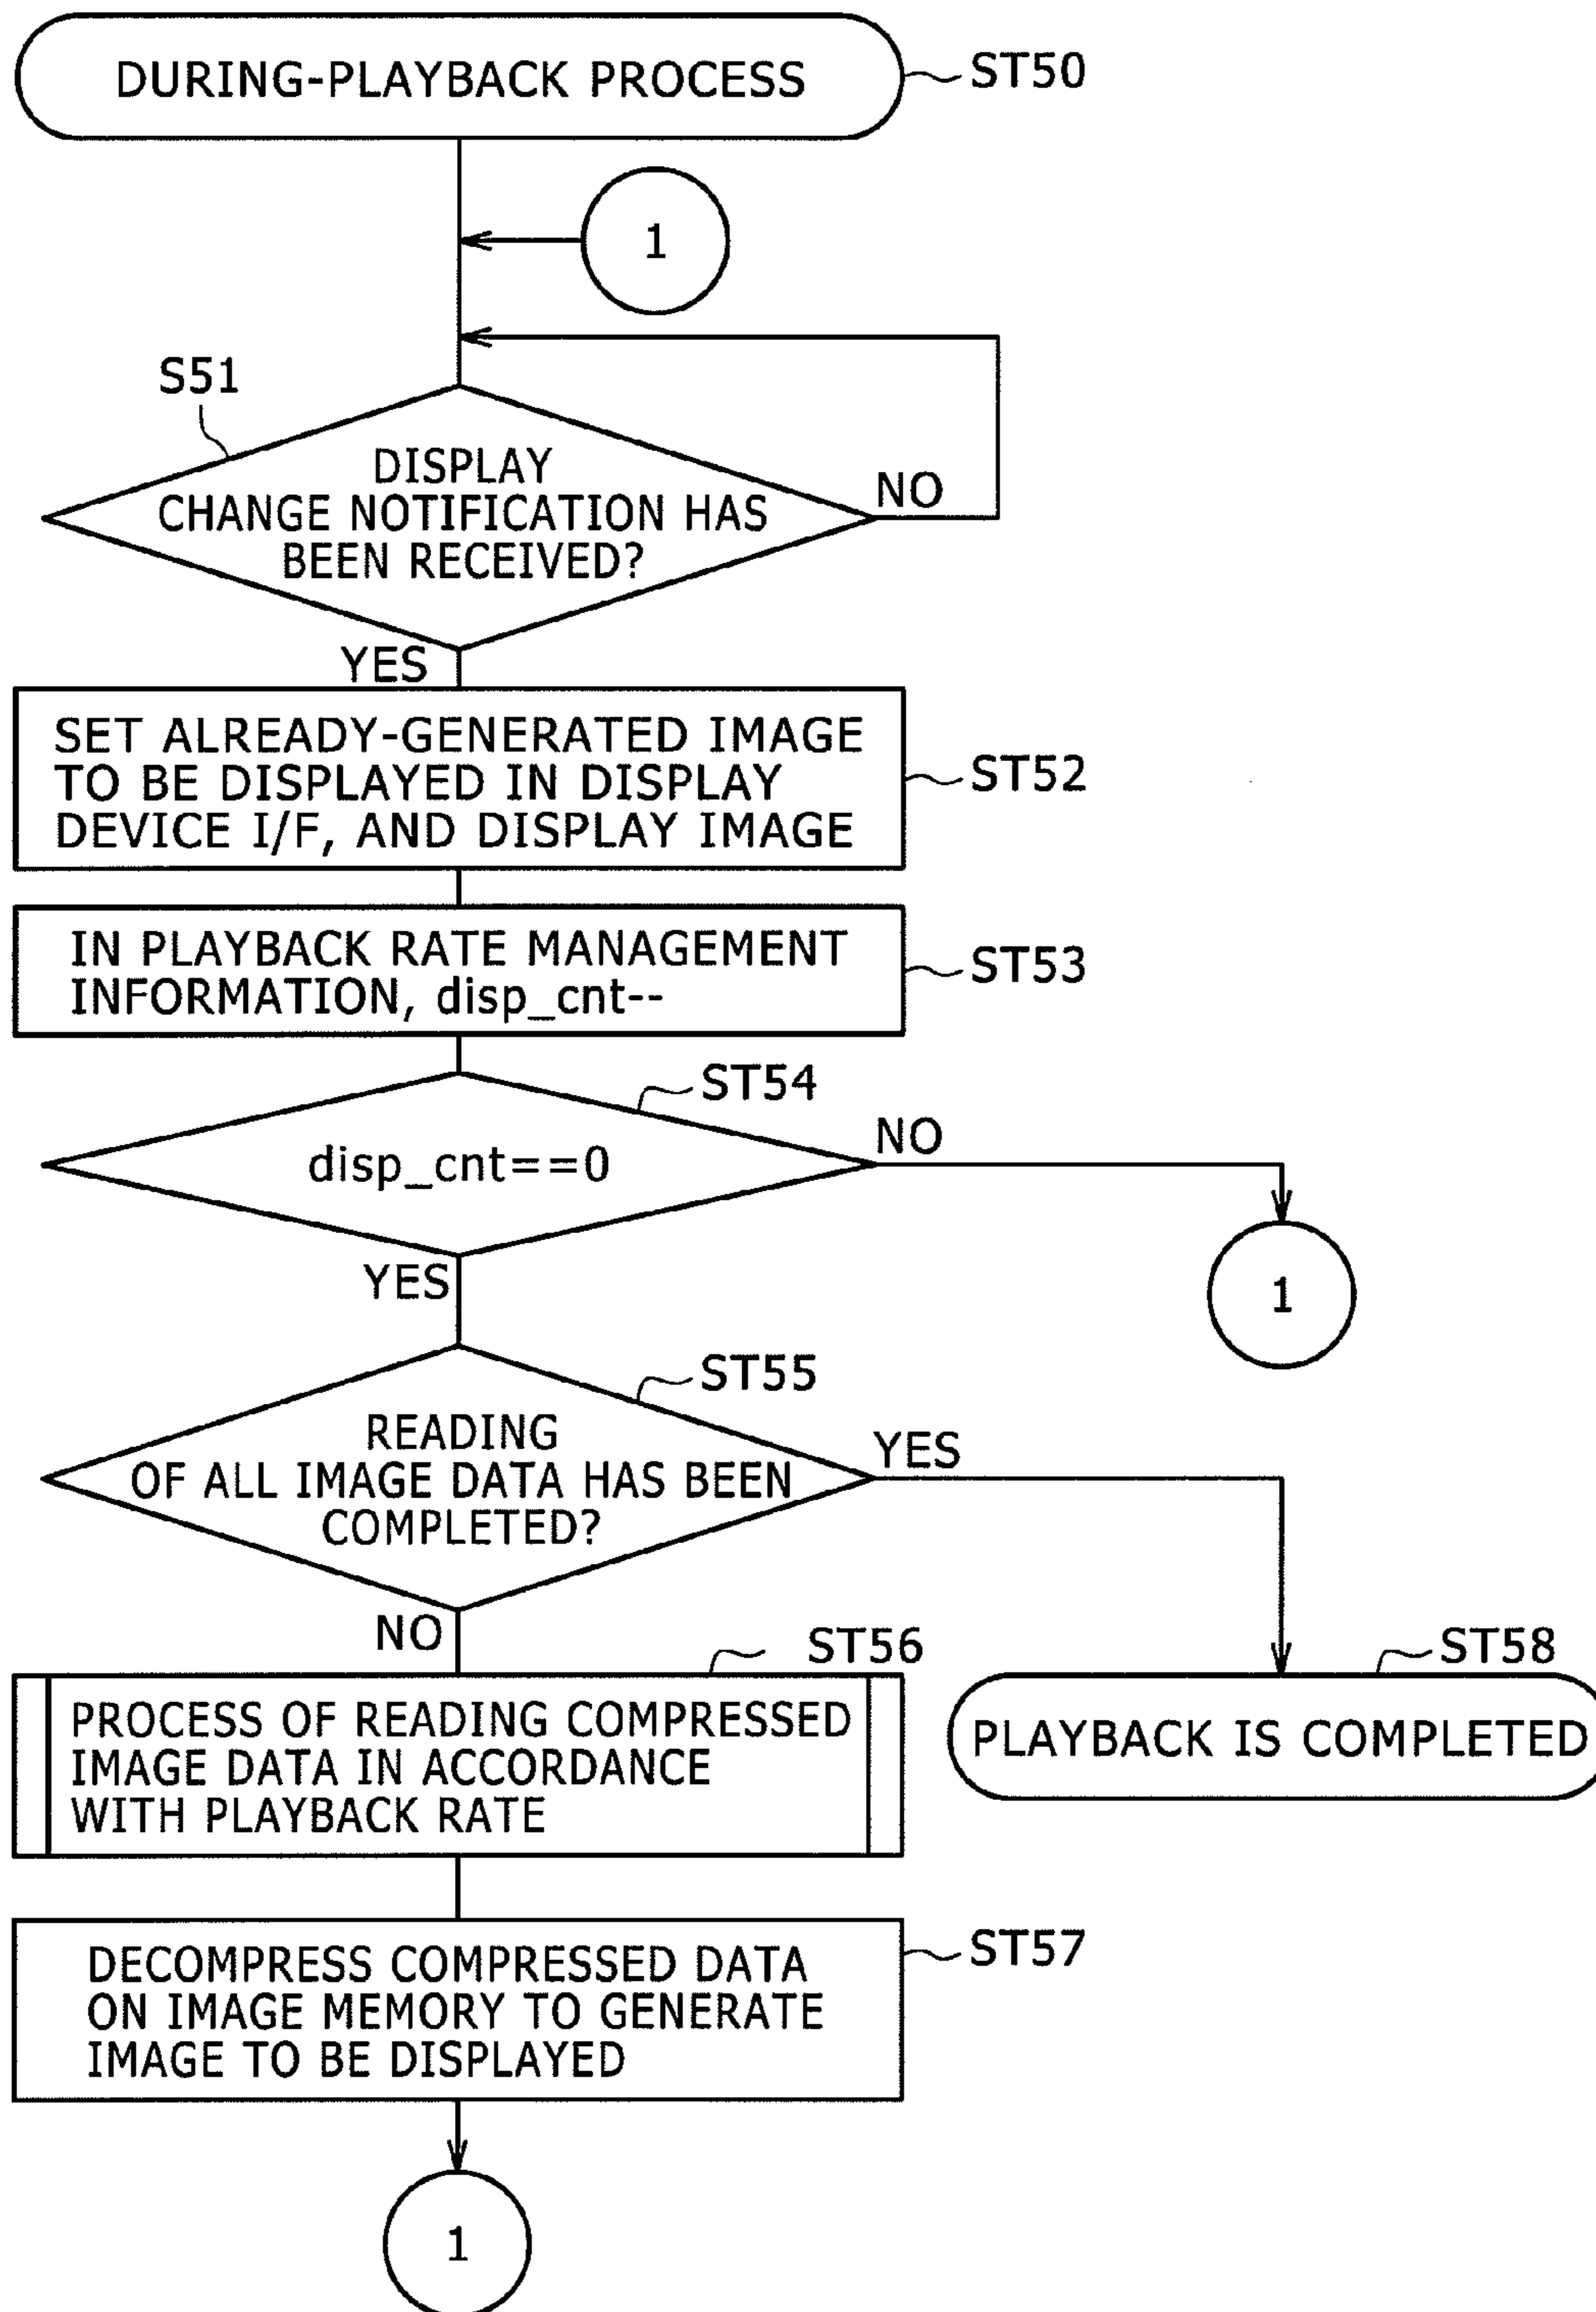 DURING-PLAYBACK PROCESS
ST50
1
S51
DISPLAY
CHANGE NOTIFICATION HAS
BEEN RECEIVED?
NO
YES
SET ALREADY-GENERATED IMAGE
TO BE DISPLAYED IN DISPLAY
DEVICE I/F, AND DISPLAY IMAGE
ST52
IN PLAYBACK RATE MANAGEMENT
INFORMATION, disp_cnt--
ST53
ST54
disp_cnt==0
NO
YES
1
ST55
READING
OF ALL IMAGE DATA HAS BEEN
COMPLETED?
YES
NO
ST56
PROCESS OF READING COMPRESSED
IMAGE DATA IN ACCORDANCE
WITH PLAYBACK RATE
ST58
PLAYBACK IS COMPLETED
DECOMPRESS COMPRESSED DATA
ON IMAGE MEMORY TO GENERATE
IMAGE TO BE DISPLAYED
ST57
1